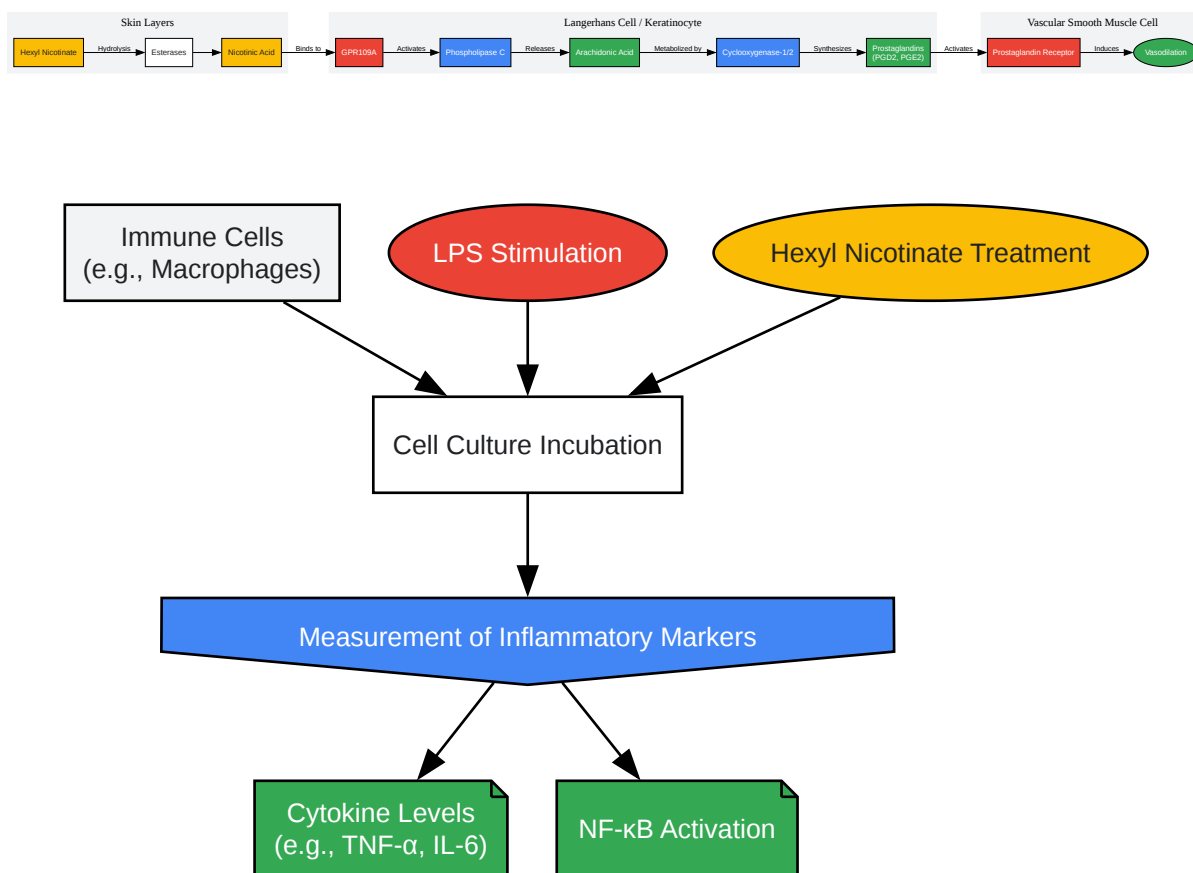 Skin Layers
Langerhans Cell / Keratinocyte
Vascular Smooth Muscle Cell
Hexyl Nicotinate
Hydrolysis
Esterases
Nicotinic Acid
Binds to
GPR109A
Activates
Phospholipase C
Releases
Arachidonic Acid
Metabolized by
Cyclooxygenase-1/2
Synthesizes
Prostaglandins
(PGD2, PGE2)
Activates
Prostaglandin Receptor
Induces
Vasodilation
Immune Cells
(e.g., Macrophages)
LPS Stimulation
Hexyl Nicotinate Treatment
Cell Culture Incubation
Measurement of Inflammatory Markers
Cytokine Levels
(e.g., TNF-α, IL-6)
NF-κB Activation